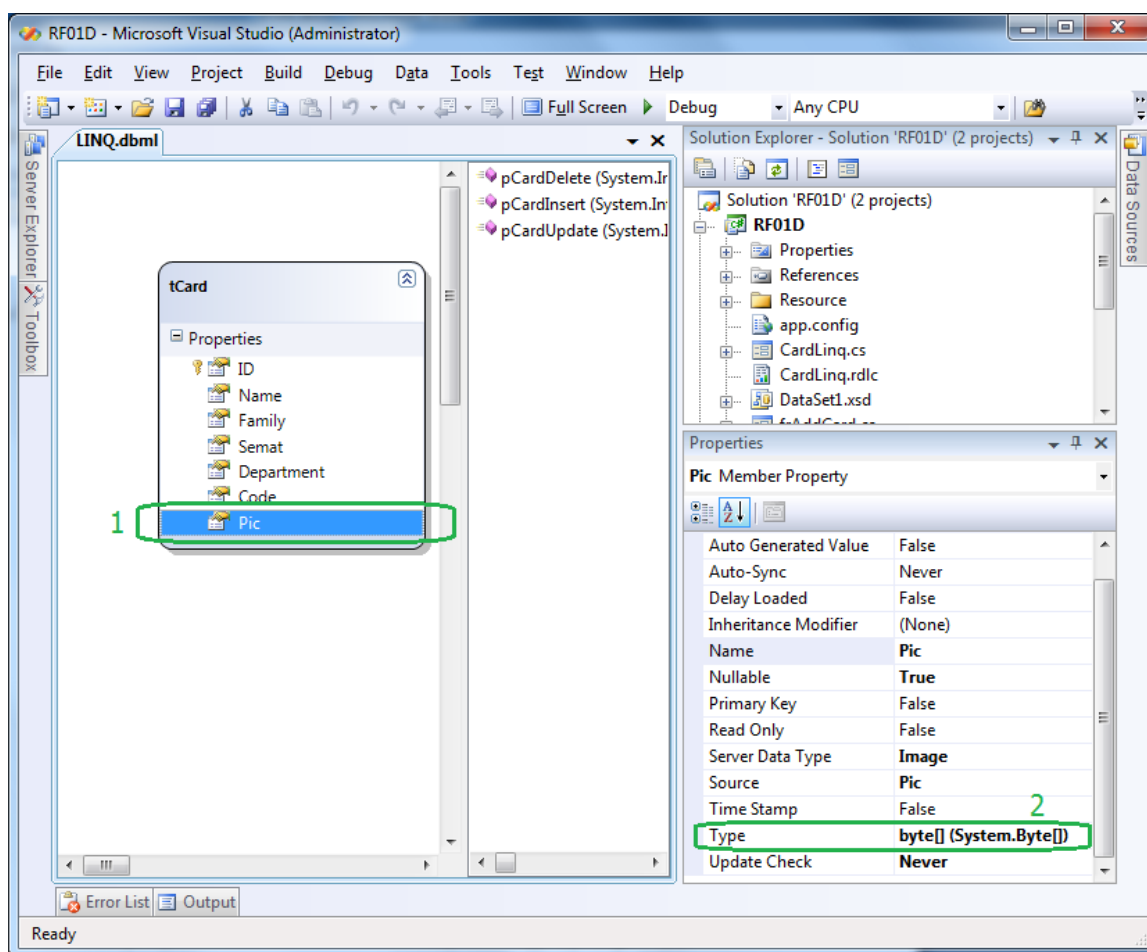 RF01D - Microsoft Visual Studio (Administrator)
File Edit View Project Build Debug Data Tools Test Window Help
Full Screen Debug Any CPU
Server Explorer
Toolbox
LINQ.dbml
pCardDelete (System.Ir
pCardInsert (System.In
pCardUpdate (System.I
tCard
Properties
ID
Name
Family
Semat
Department
Code
1
Pic
Solution Explorer - Solution 'RF01D' (2 projects)
Solution 'RF01D' (2 projects)
RF01D
Properties
References
Resource
app.config
CardLinq.cs
CardLinq.rdlc
DataSet1.xsd
Data Sources
Properties
Pic Member Property
Auto Generated Value False
Auto-Sync Never
Delay Loaded False
Inheritance Modifier (None)
Name Pic
Nullable True
Primary Key False
Read Only False
Server Data Type Image
Source Pic
Time Stamp False
2
Type byte[] (System.Byte[])
Update Check Never
Error List Output
Ready